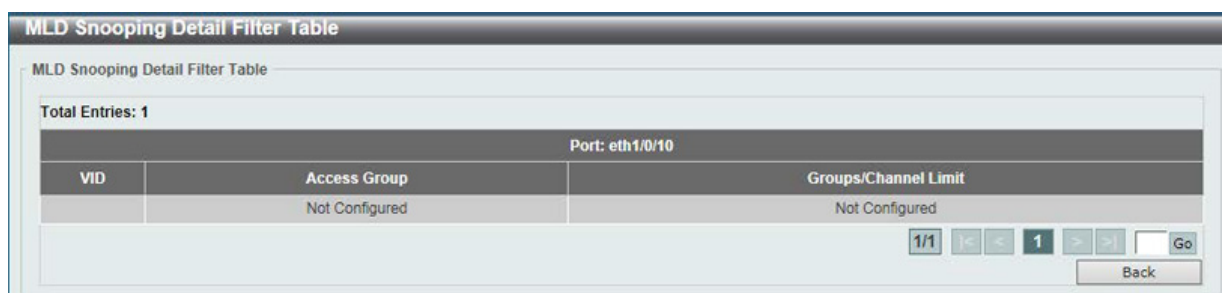 MLD Snooping Detail Filter Table
MLD Snooping Detail Filter Table
Total Entries: 1
Port: eth1/0/10
VID Access Group Groups/Channel Limit
Not Configured Not Configured
1/1 |< < 1 > >| Go
Back